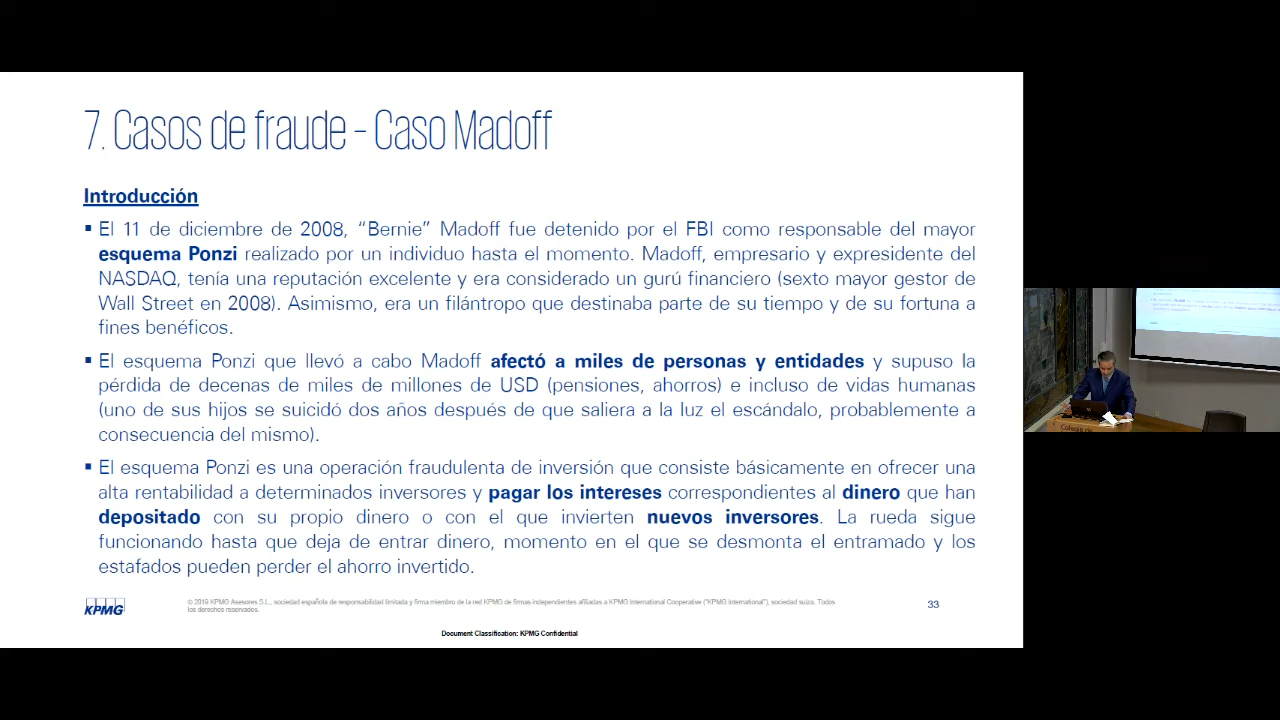 7. Casos de fraude – Caso Madoff
Introducción
▪ El 11 de diciembre de 2008, “Bernie” Madoff fue detenido por el FBI como responsable del mayor
esquema Ponzi realizado por un individuo hasta el momento. Madoff, empresario y expresidente del
NASDAQ, tenía una reputación excelente y era considerado un gurú financiero (sexto mayor gestor de
Wall Street en 2008). Asimismo, era un filántropo que destinaba parte de su tiempo y de su fortuna a
fines benéficos.
▪ El esquema Ponzi que llevó a cabo Madoff afectó a miles de personas y entidades y supuso la
pérdida de decenas de miles de millones de USD (pensiones, ahorros) e incluso de vidas humanas
(uno de sus hijos se suicidó dos años después de que saliera a la luz el escándalo, probablemente a
consecuencia del mismo).
▪ El esquema Ponzi es una operación fraudulenta de inversión que consiste básicamente en ofrecer una
alta rentabilidad a determinados inversores y pagar los intereses correspondientes al dinero que han
depositado con su propio dinero o con el que invierten nuevos inversores. La rueda sigue
funcionando hasta que deja de entrar dinero, momento en el que se desmonta el entramado y los
estafados pueden perder el ahorro invertido.
KPMG
© 2019 KPMG Asesores S.L., sociedad española de responsabilidad limitada y firma miembro de la red KPMG de firmas independientes afiliadas a KPMG International Cooperative (“KPMG International”), sociedad suiza. Todos
los derechos reservados.
33
Document Classification: KPMG Confidential
Colegio de